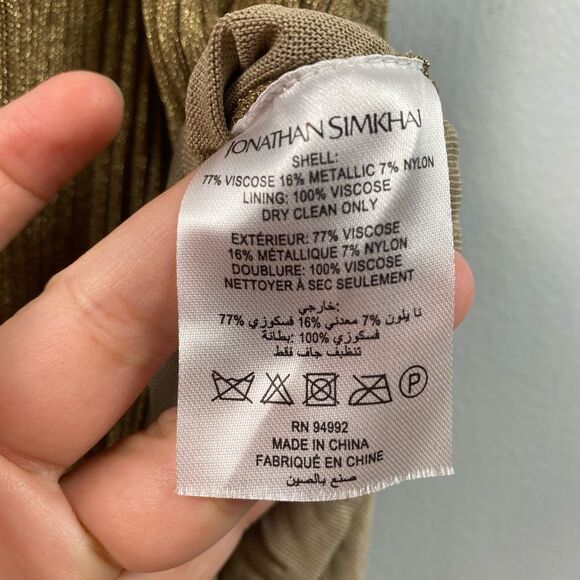 JONATHAN SIMKHAI
SHELL:
77% VISCOSE 16% METALLIC 7% NYLON
LINING: 100% VISCOSE
DRY CLEAN ONLY
EXTÉRIEUR: 77% VISCOSE
16% MÉTALLIQUE 7% NYLON
DOUBLURE: 100% VISCOSE
NETTOYER À SEC SEULEMENT
خارجي:
77% فسكوزي 16% معدني 7% نا يلون
بطانة: 100% فسكوزي
تنظيف جاف فقط
P
RN 94992
MADE IN CHINA
FABRIQUÉ EN CHINE
صنع بالصين